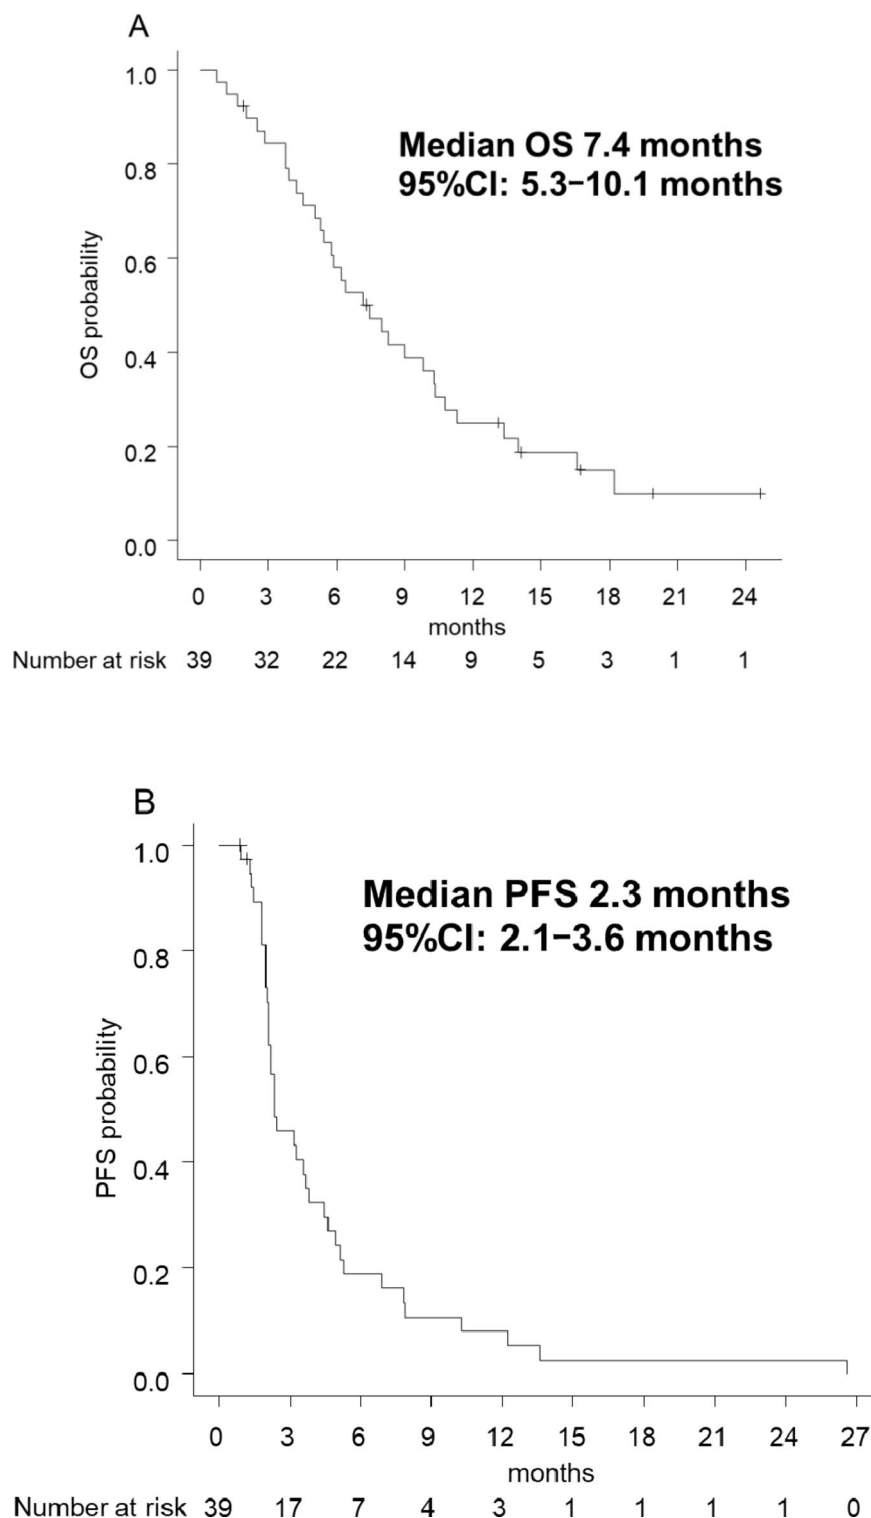 A
Median OS 7.4 months
95%CI: 5.3−10.1 months
OS probability
1.0
0.8
0.6
0.4
0.2
0.0
0 3 6 9 12 15 18 21 24
months
Number at risk 39 32 22 14 9 5 3 1 1
B
Median PFS 2.3 months
95%CI: 2.1−3.6 months
PFS probability
1.0
0.8
0.6
0.4
0.2
0.0
0 3 6 9 12 15 18 21 24 27
months
Number at risk 39 17 7 4 3 1 1 1 1 0